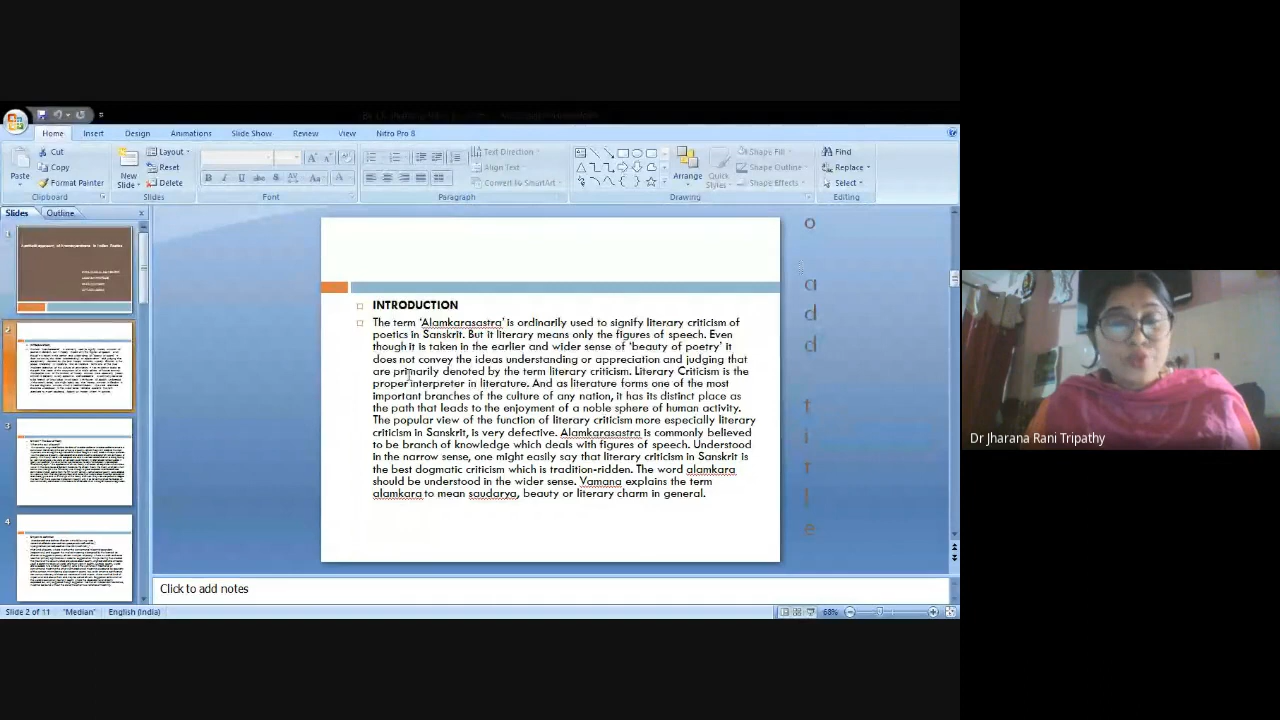 Home Insert Design Animations Slide Show Review View Nitro Pro 8
Paste
Cut
Copy
Format Painter
Clipboard
New
Slide
Layout
Reset
Delete
Slides
B I U abc S AV Aa A
Font
Text Direction
Align Text
Convert to SmartArt
Paragraph
Arrange
Quick
Styles
Shape Fill
Shape Outline
Shape Effects
Drawing
Find
Replace
Select
Editing
Slides Outline x
1
2
3
4
INTRODUCTION
The term 'Alamkarasastra' is ordinarily used to signify literary criticism of
poetics in Sanskrit. But it literary means only the figures of speech. Even
though it is taken in the earlier and wider sense of 'beauty of poetry' it
does not convey the ideas understanding or appreciation and judging that
are primarily denoted by the term literary criticism. Literary Criticism is the
proper interpreter in literature. And as literature forms one of the most
important branches of the culture of any nation, it has its distinct place as
the path that leads to the enjoyment of a noble sphere of human activity.
The popular view of the function of literary criticism more especially literary
criticism in Sanskrit, is very defective. Alamkarasastra is commonly believed
to be branch of knowledge which deals with figures of speech. Understood
in the narrow sense, one might easily say that literary criticism in Sanskrit is
the best dogmatic criticism which is tradition-ridden. The word alamkara
should be understood in the wider sense. Vamana explains the term
alamkara to mean saudarya, beauty or literary charm in general.
o
a
d
d
t
i
t
l
e
Click to add notes
Slide 2 of 11 "Median" English (India) 68%
Dr Jharana Rani Tripathy